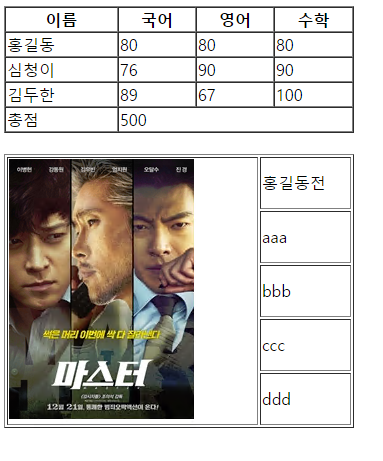 이름 국어 영어 수학
홍길동 80 80 80
심청이 76 90 90
김두한 89 67 100
총점 500
이병헌 강동원 김우빈 엄지원 오달수 진 경
썩은 머리 이번에 싹 다 잘라낸다
마스터
12월 21일, 통쾌한 범죄오락액션이 온다!
홍길동전
aaa
bbb
ccc
ddd